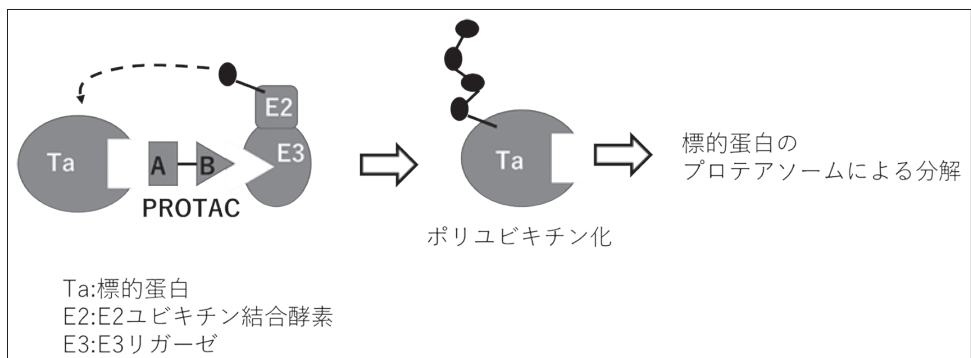 E2
Ta
A
B
E3
PROTAC
Ta
ポリユビキチン化
標的蛋白の
プロテアソームによる分解
Ta:標的蛋白
E2:E2ユビキチン結合酵素
E3:E3リガーゼ